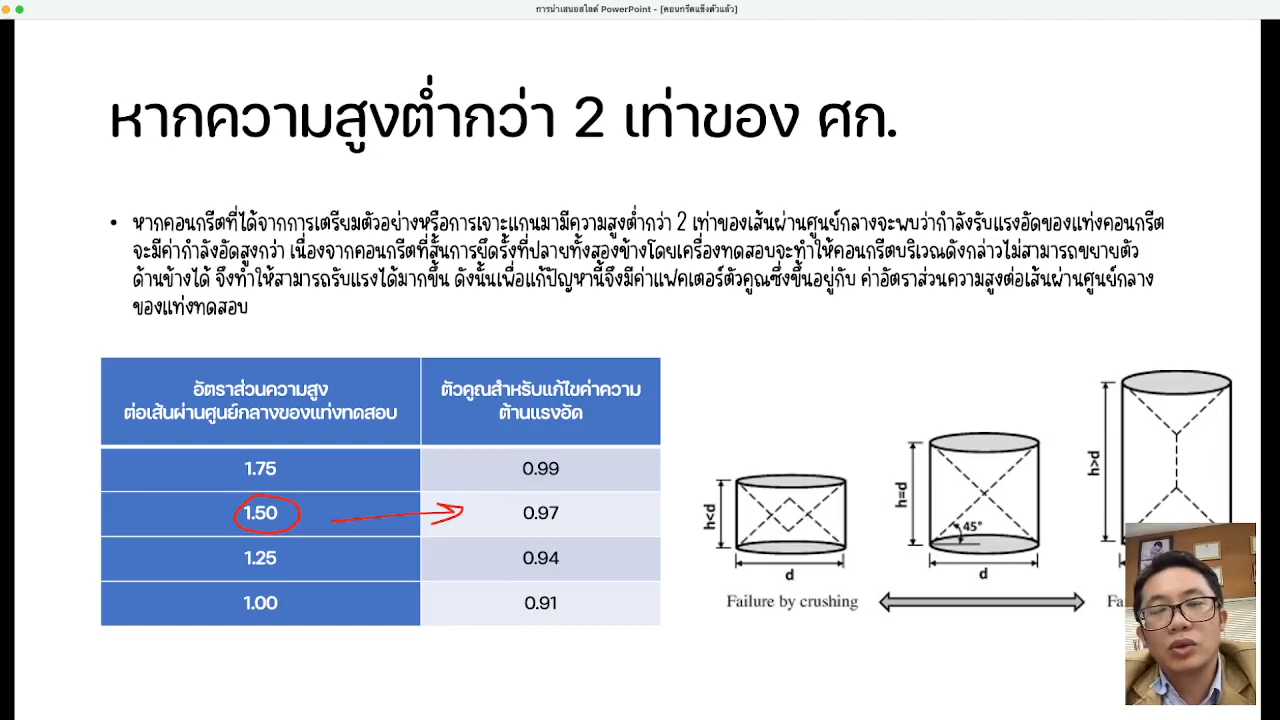 การนำเสนอสไลด์ PowerPoint - [คอนกรีตแข็งตัวแล้ว]
หากความสูงต่ำกว่า 2 เท่าของ ศก.
• หากคอนกรีตที่ได้จากการเตรียมตัวอย่างหรือการเจาะแกนมามีความสูงต่ำกว่า 2 เท่าของเส้นผ่านศูนย์กลางจะพบว่ากำลังรับแรงอัดของแท่งคอนกรีต
จะมีค่ากำลังอัดสูงกว่า เนื่องจากคอนกรีตที่สั้นการยึดรั้งที่ปลายทั้งสองข้างโดยเครื่องทดสอบจะทำให้คอนกรีตบริเวณดังกล่าวไม่สามารถขยายตัว
ด้านข้างได้ จึงทำให้สามารถรับแรงได้มากขึ้น ดังนั้นเพื่อแก้ปัญหานี้จึงมีค่าแฟคเตอร์ตัวคูณซึ่งขึ้นอยู่กับ ค่าอัตราส่วนความสูงต่อเส้นผ่านศูนย์กลาง
ของแท่งทดสอบ
อัตราส่วนความสูง
ต่อเส้นผ่านศูนย์กลางของแท่งทดสอบ
ตัวคูณสำหรับแก้ไขค่าความ
ต้านแรงอัด
1.75 0.99
1.50 0.97
1.25 0.94
1.00 0.91
h<d
d
h=d
45°
d
h>d
Failure by crushing